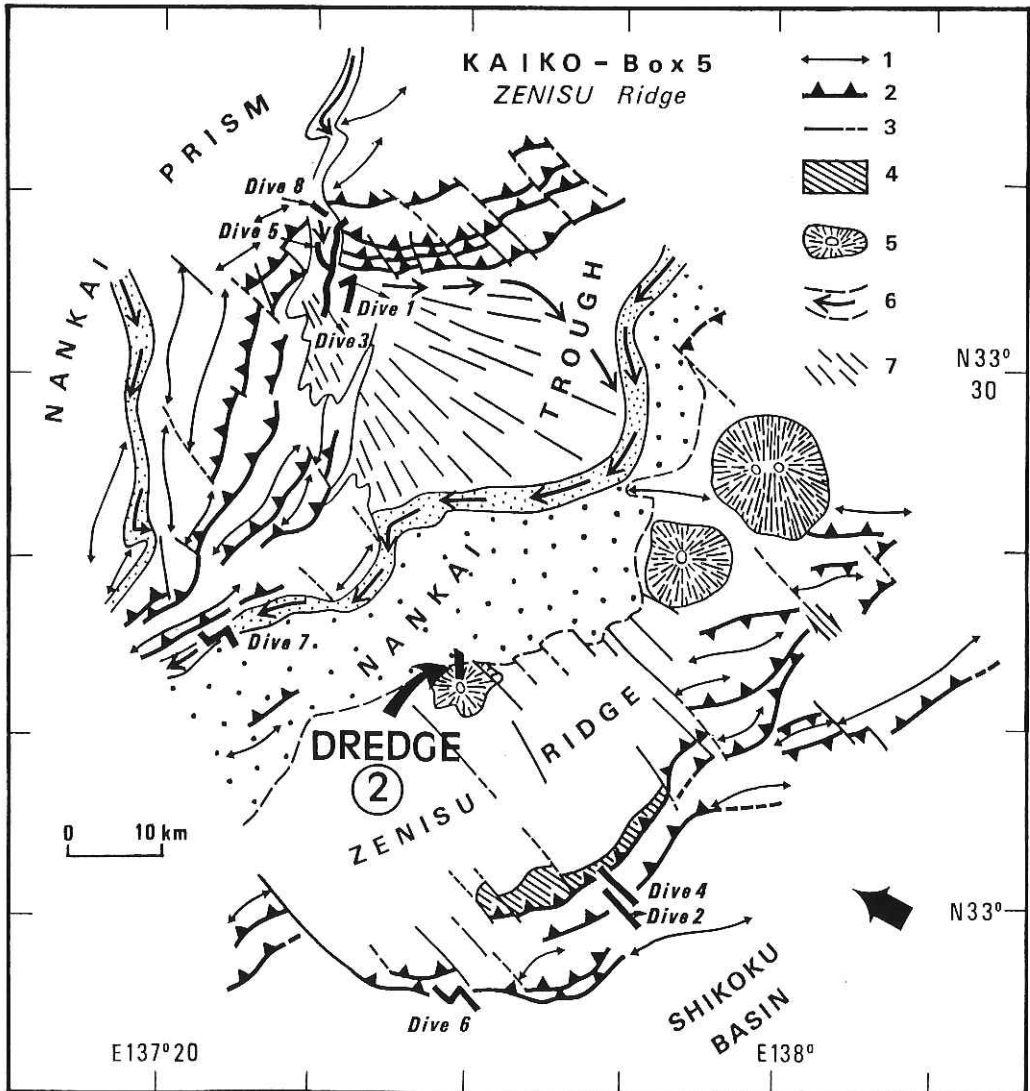 KAIKO - Box 5
ZENISU Ridge
1
2
3
4
5
6
7
PRISM
NANKAI
Dive 8
Dive 5
1
Dive 1
Dive 3
TROUGH
N33°
30
NANKAI
Dive 7
DREDGE
2
RIDGE
ZENISU
0 10 km
Dive 4
Dive 2
N33°
Dive 6
SHIKOKU
BASIN
E137°20
E138°